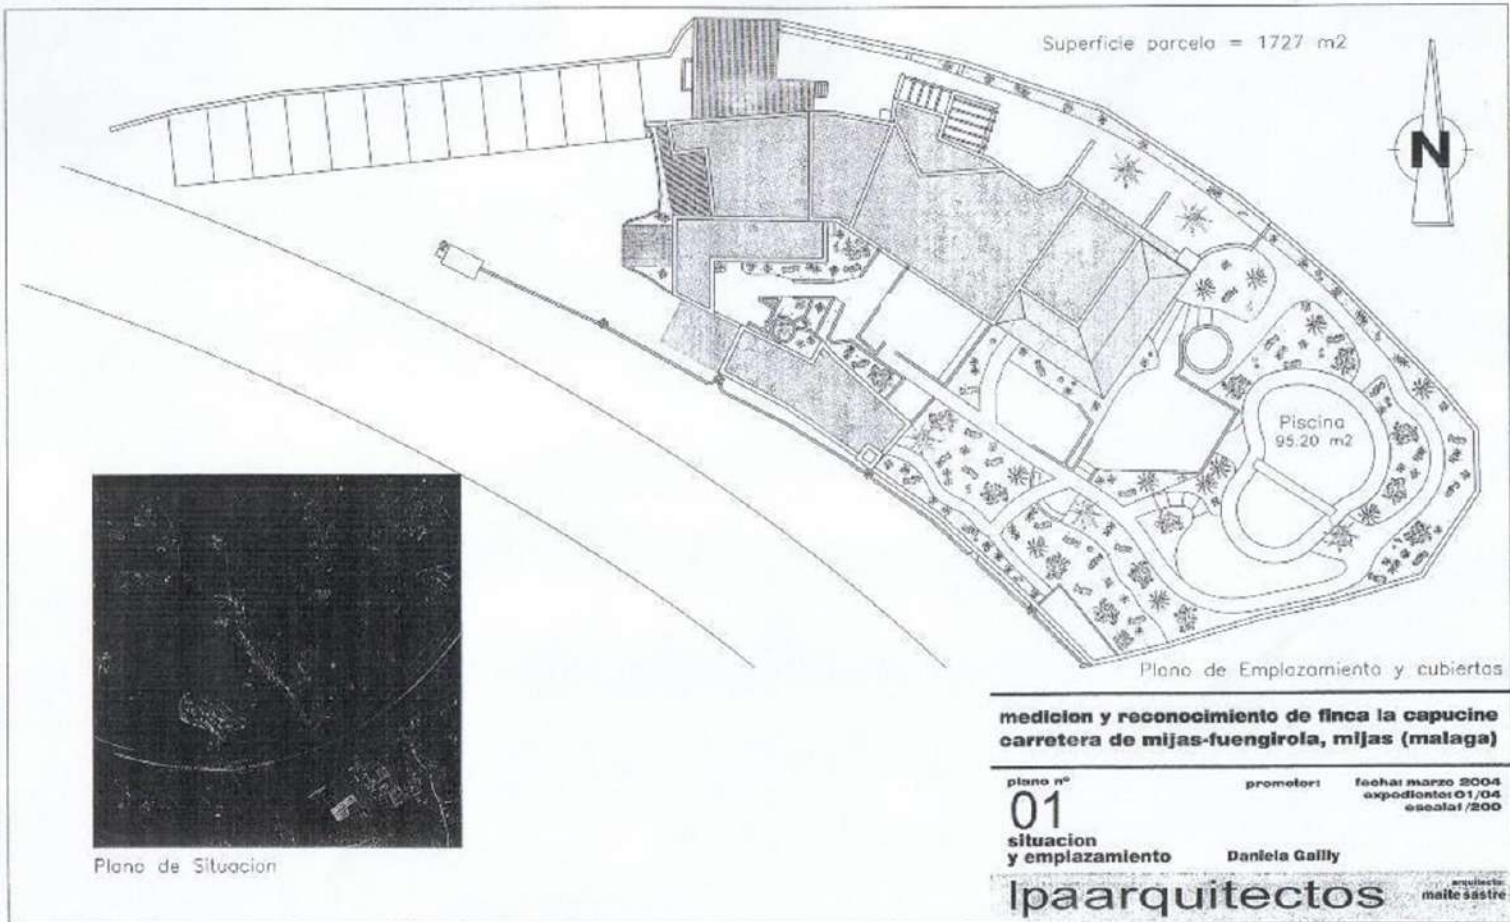 Superficie parcela = 1727 m2
N
Piscina
95.20 m2
Plano de Emplazamiento y cubiertas
Plano de Situacion
medicion y reconocimiento de finca la capucine
carretera de mijas-fuengirola, mijas (malaga)
plano nº
01
situacion
y emplazamiento
promotor:
Daniela Gailly
fecha: marzo 2004
expediente: 01/04
escala1/200
lpaarquitectos
arquitecto:
maite sastre